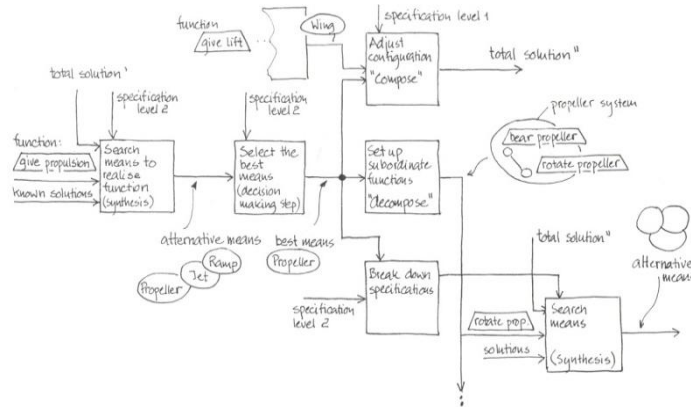 function
give lift
Wing
specification level 1
Adjust
configuration
"Compose"
total solution"
total solution'
specification
level 2
specification
level 2
function:
give propulsion
known solutions
Search
means to
realise
function
(synthesis)
Select the
best
means
(decision
making step)
Set up
subordinate
functions
"decompose"
propeller system
bear propeller
rotate propeller
alternative means
Ramp
Jet
Propeller
best means
Propeller
Break down
specifications
specification
level 2
total solution"
alternative
means
rotate prop.
solutions
Search
means
(Synthesis)